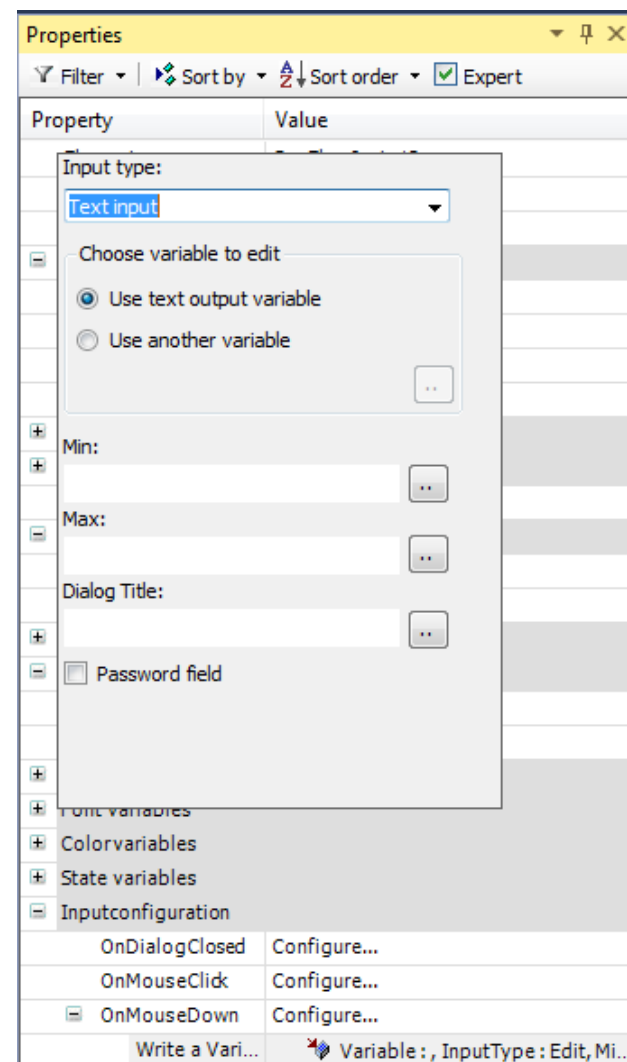 Properties
Filter Sort by Sort order Expert
Property Value
Input type:
Text input
Choose variable to edit
Use text output variable
Use another variable
..
Min:
..
Max:
..
Dialog Title:
..
Password field
Colorvariables
State variables
Inputconfiguration
OnDialogClosed Configure...
OnMouseClick Configure...
OnMouseDown Configure...
Write a Vari... Variable : , InputType : Edit, Mi...